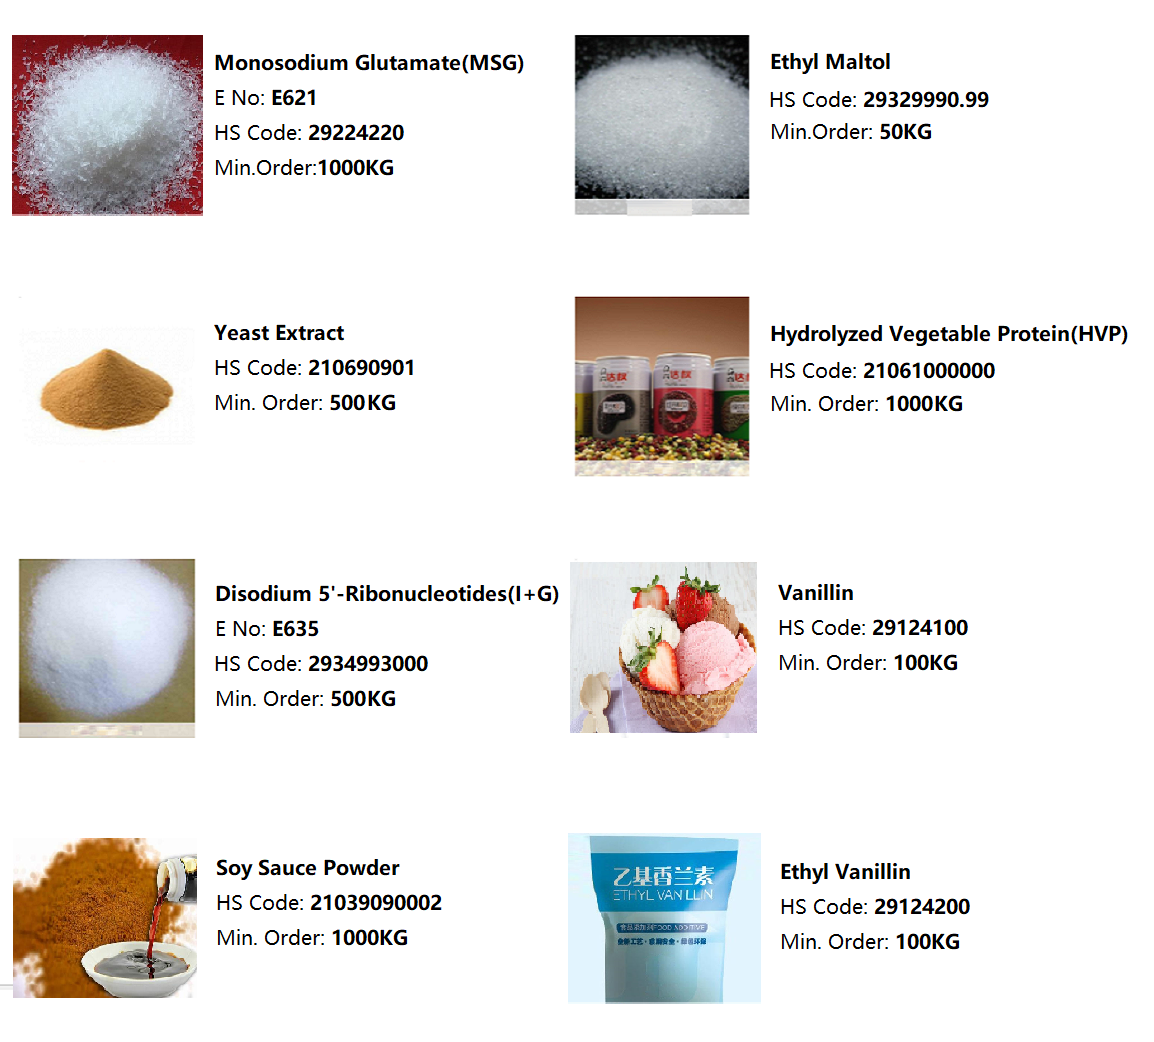 Monosodium Glutamate(MSG)
E No: E621
HS Code: 29224220
Min.Order:1000KG
Ethyl Maltol
HS Code: 29329990.99
Min.Order: 50KG
Yeast Extract
HS Code: 210690901
Min. Order: 500KG
Hydrolyzed Vegetable Protein(HVP)
HS Code: 21061000000
Min. Order: 1000KG
Disodium 5'-Ribonucleotides(I+G)
E No: E635
HS Code: 2934993000
Min. Order: 500KG
Vanillin
HS Code: 29124100
Min. Order: 100KG
Soy Sauce Powder
HS Code: 21039090002
Min. Order: 1000KG
乙基香兰素
ETHYL VANILLIN
食品添加剂FOOD ADDITIVE
Ethyl Vanillin
HS Code: 29124200
Min. Order: 100KG